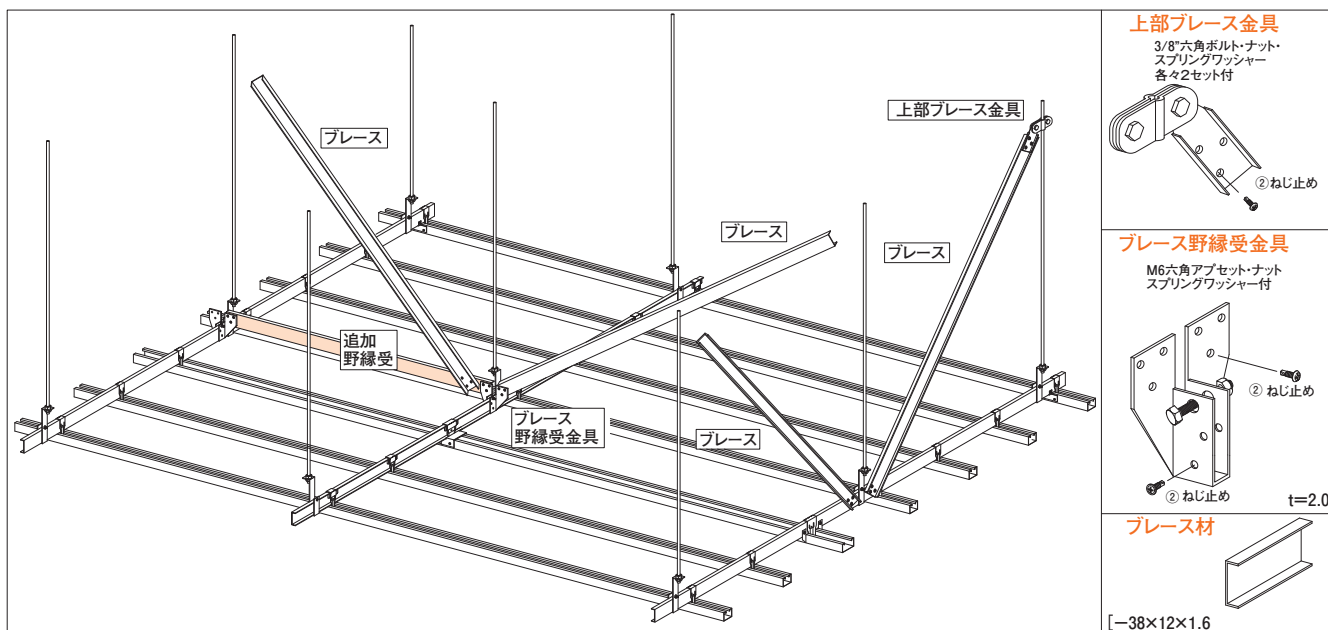 ブレース
上部ブレース金具
ブレース
ブレース
追加
野縁受
ブレース
野縁受金具
ブレース
上部ブレース金具
3/8"六角ボルト・ナット・
スプリングワッシャー
各々2セット付
②ねじ止め
ブレース野縁受金具
M6六角アプセット・ナット
スプリングワッシャー付
② ねじ止め
② ねじ止め
t=2.0
ブレース材
[－38×12×1.6